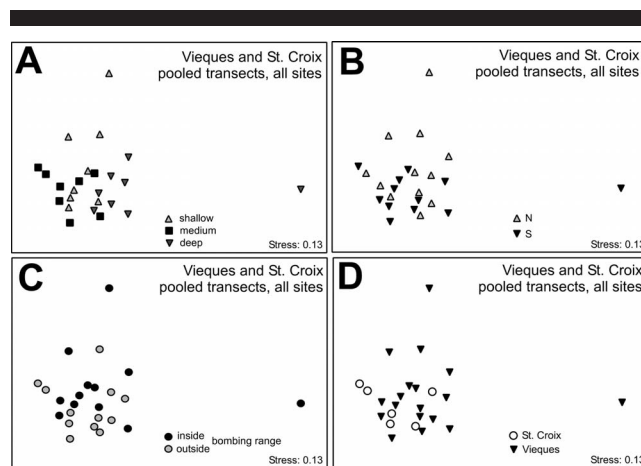 A
Vieques and St. Croix
pooled transects, all sites
shallow
medium
deep
Stress: 0.13
B
Vieques and St. Croix
pooled transects, all sites
N
S
Stress: 0.13
C
Vieques and St. Croix
pooled transects, all sites
inside
bombing range
outside
Stress: 0.13
D
Vieques and St. Croix
pooled transects, all sites
St. Croix
Vieques
Stress: 0.13